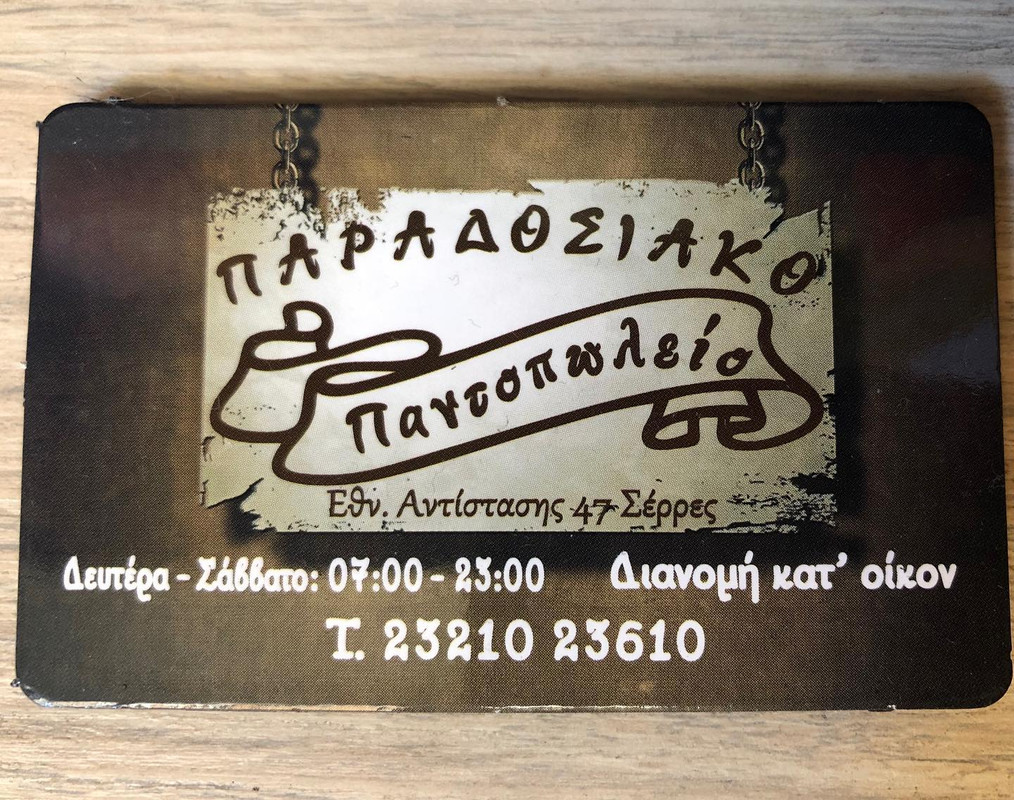 ΠΑΡΑΔΟΣΙΑΚΟ
Παντοπωλείο
Εθν. Αντίστασης 47 Σέρρες
Δευτέρα - Σάββατο: 07:00 - 23:00 Διανομή κατ' οίκον
Τ. 23210 23610